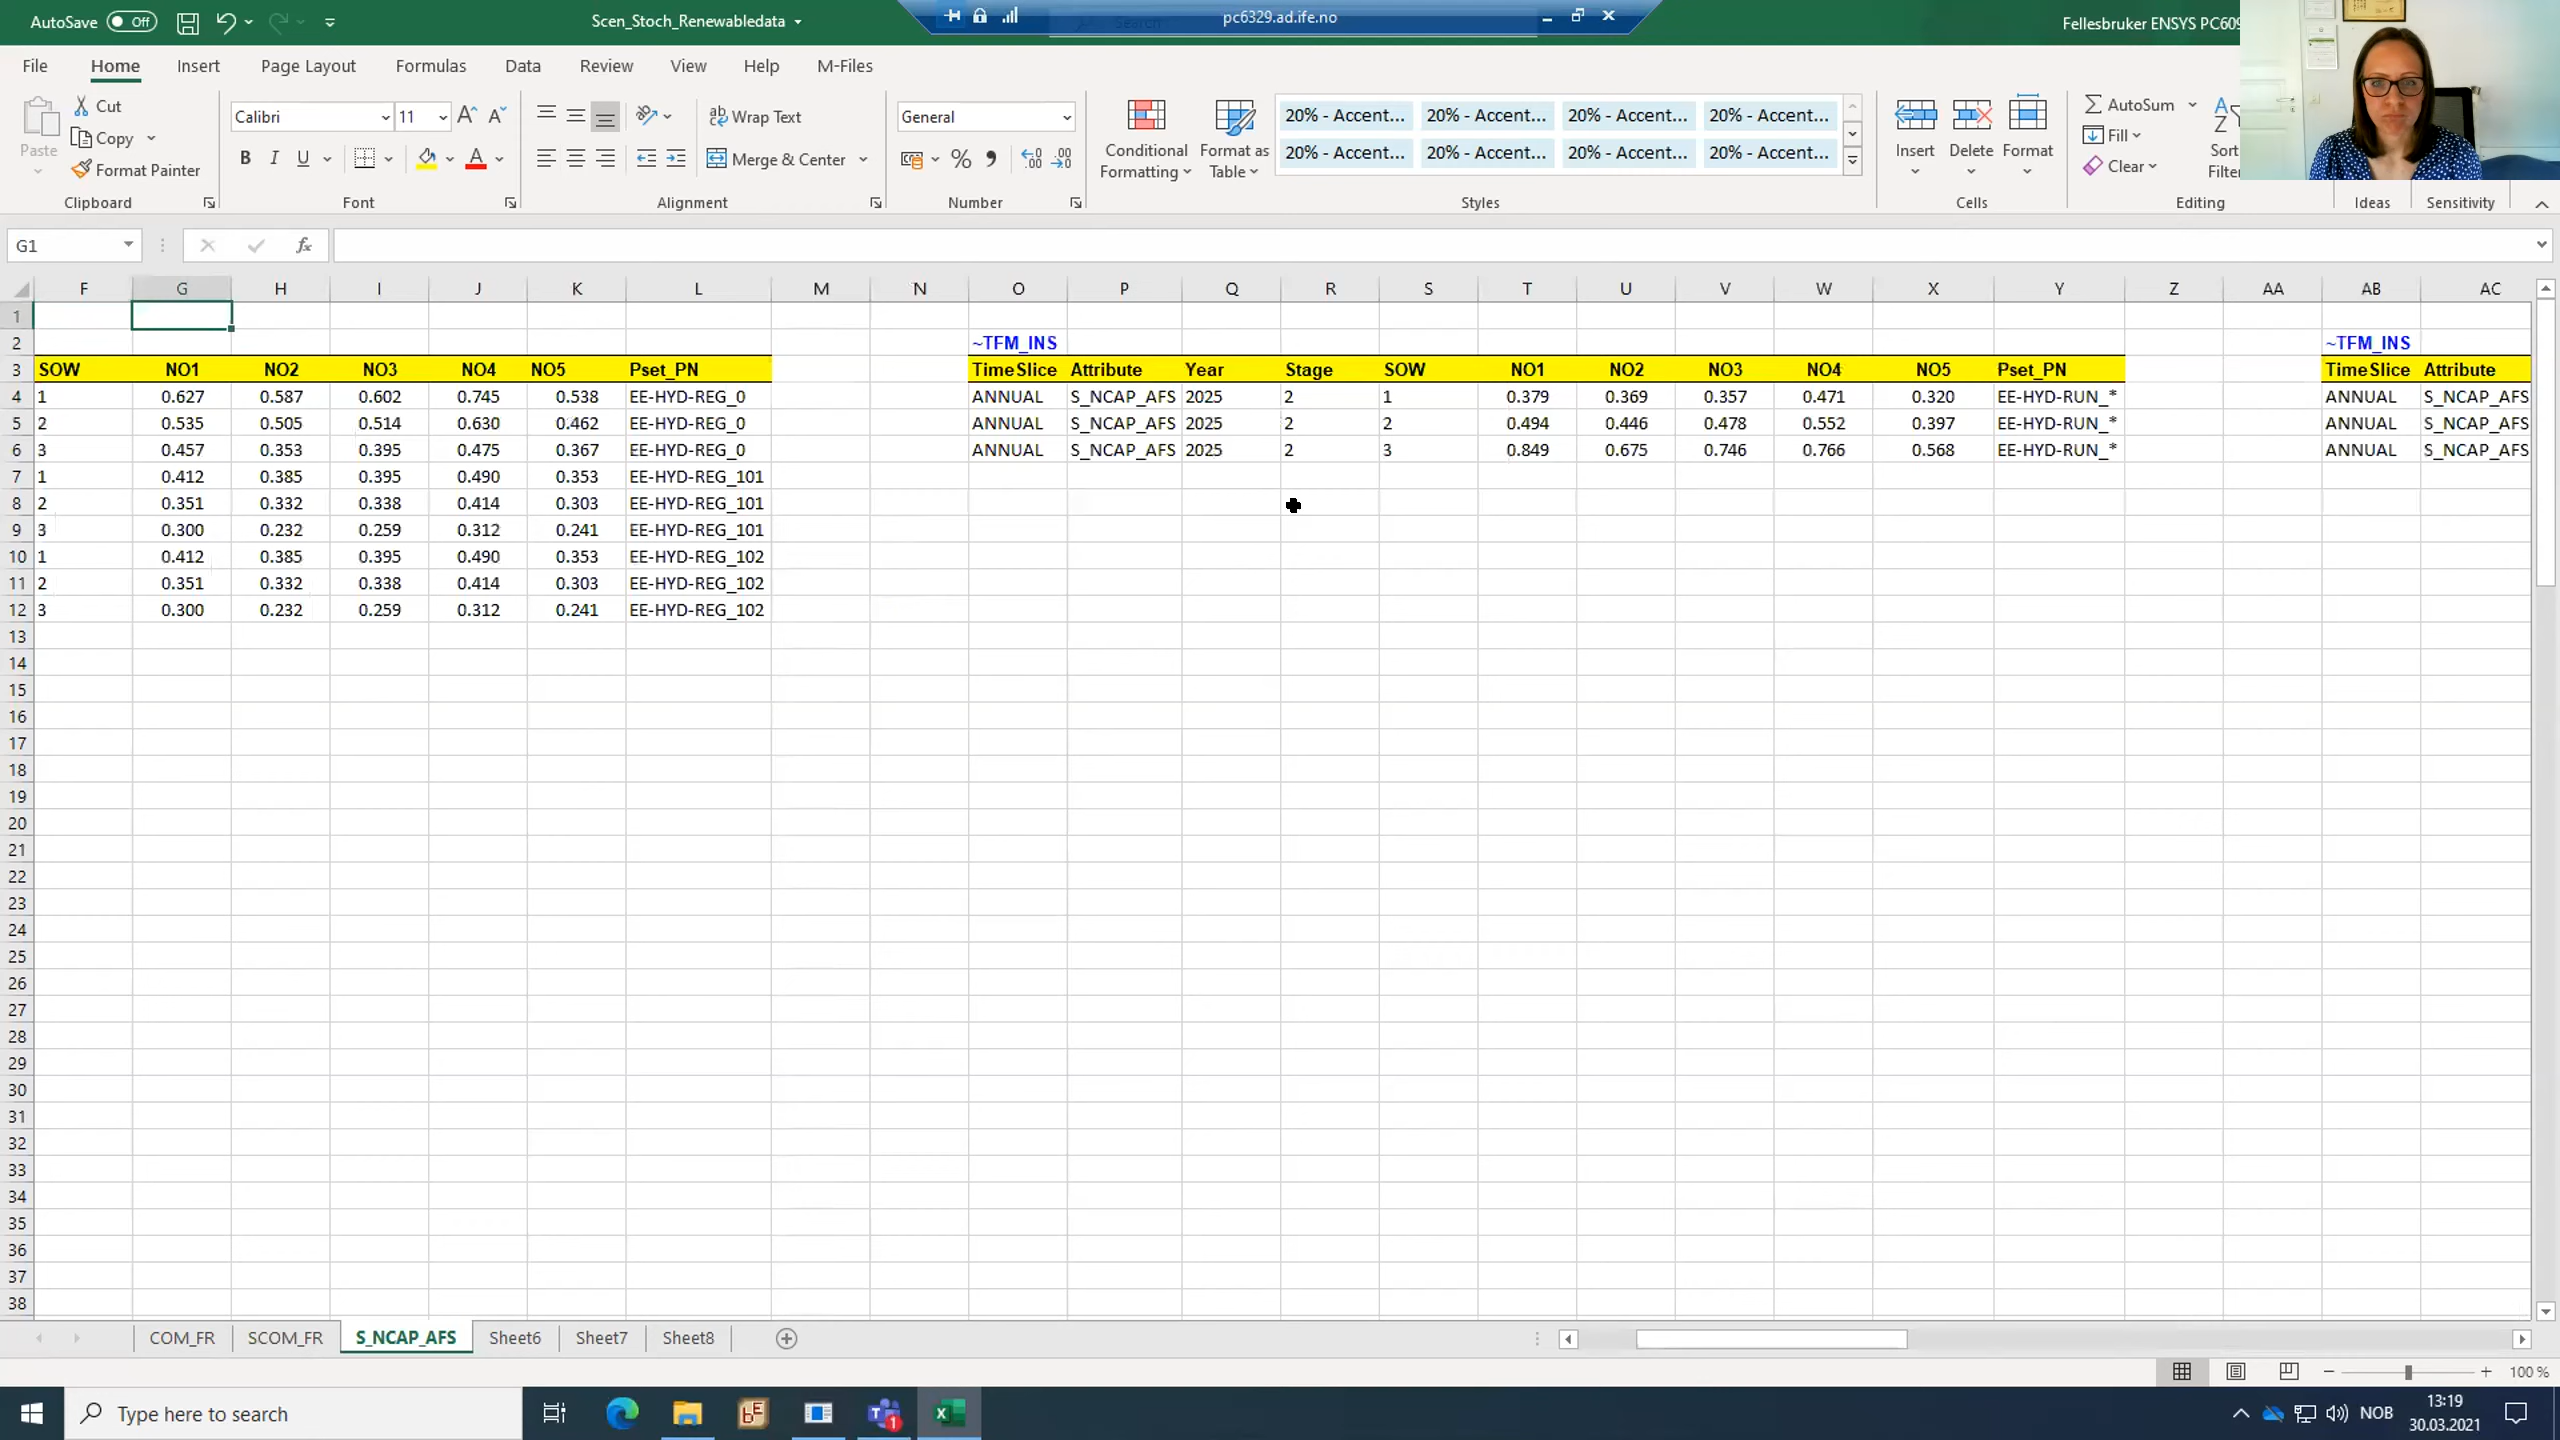 AutoSave Off Scen_Stoch_Renewabledata pc6329.ad.ife.no Fellesbruker ENSYS PC609
File Home Insert Page Layout Formulas Data Review View Help M-Files
Cut
Copy
Paste
Format Painter
Clipboard
Calibri 11
B I U
Font
Wrap Text
Merge & Center
Alignment
General
Number
Conditional Formatting
Format as Table
20% - Accent... 20% - Accent... 20% - Accent... 20% - Accent...
20% - Accent... 20% - Accent... 20% - Accent... 20% - Accent...
Styles
Insert Delete Format
Cells
AutoSum
Fill
Clear
Sort
Filte
Editing
Ideas
Sensitivity
G1 fx
F G H I J K L M N O P Q R S T U V W X Y Z AA AB AC
1
2 ~TFM_INS ~TFM_INS
3 SOW NO1 NO2 NO3 NO4 NO5 Pset_PN TimeSlice Attribute Year Stage SOW NO1 NO2 NO3 NO4 NO5 Pset_PN TimeSlice Attribute
4 1 0.627 0.587 0.602 0.745 0.538 EE-HYD-REG_0 ANNUAL S_NCAP_AFS 2025 2 1 0.379 0.369 0.357 0.471 0.320 EE-HYD-RUN_* ANNUAL S_NCAP_AFS
5 2 0.535 0.505 0.514 0.630 0.462 EE-HYD-REG_0 ANNUAL S_NCAP_AFS 2025 2 2 0.494 0.446 0.478 0.552 0.397 EE-HYD-RUN_* ANNUAL S_NCAP_AFS
6 3 0.457 0.353 0.395 0.475 0.367 EE-HYD-REG_0 ANNUAL S_NCAP_AFS 2025 2 3 0.849 0.675 0.746 0.766 0.568 EE-HYD-RUN_* ANNUAL S_NCAP_AFS
7 1 0.412 0.385 0.395 0.490 0.353 EE-HYD-REG_101
8 2 0.351 0.332 0.338 0.414 0.303 EE-HYD-REG_101
9 3 0.300 0.232 0.259 0.312 0.241 EE-HYD-REG_101
10 1 0.412 0.385 0.395 0.490 0.353 EE-HYD-REG_102
11 2 0.351 0.332 0.338 0.414 0.303 EE-HYD-REG_102
12 3 0.300 0.232 0.259 0.312 0.241 EE-HYD-REG_102
13
14
15
16
17
18
19
20
21
22
23
24
25
26
27
28
29
30
31
32
33
34
35
36
37
38
COM_FR SCOM_FR S_NCAP_AFS Sheet6 Sheet7 Sheet8
100 %
Type here to search
NOB
13:19
30.03.2021